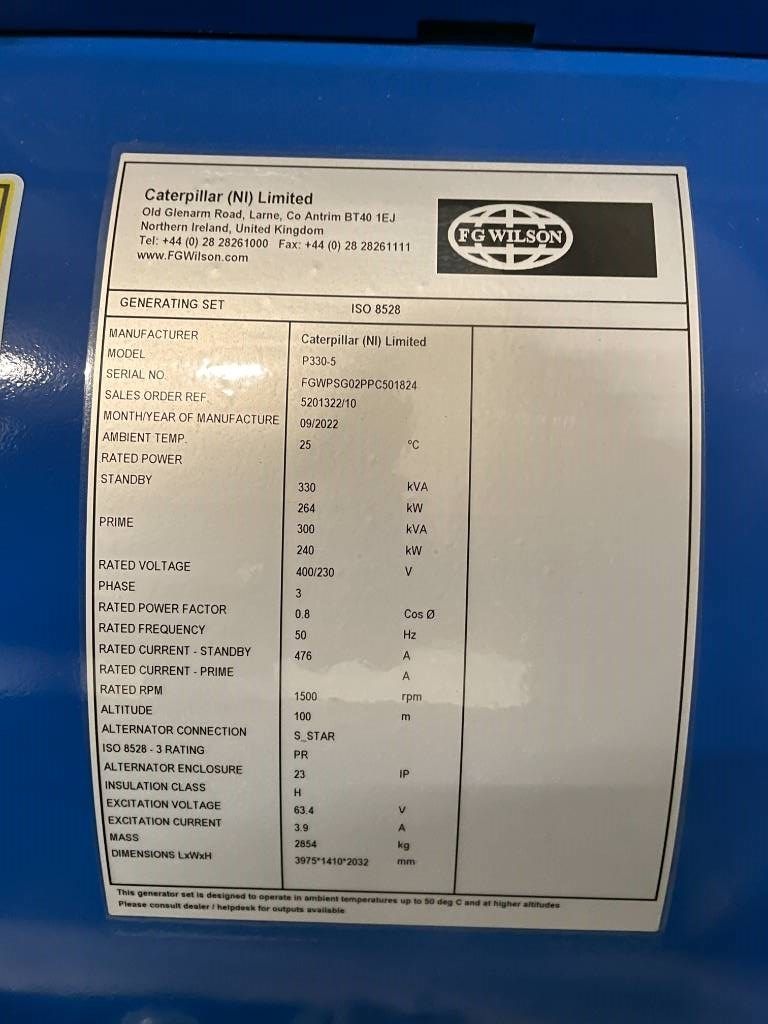 Caterpillar (NI) Limited
Old Glenarm Road, Larne, Co Antrim BT40 1EJ
Northern Ireland, United Kingdom
Tel: +44 (0) 28 28261000 Fax: +44 (0) 28 28261111
www.FGWilson.com
FG WILSON
GENERATING SET ISO 8528
MANUFACTURER Caterpillar (NI) Limited
MODEL P330-5
SERIAL NO. FGWPSG02PPC501824
SALES ORDER REF. 5201322/10
MONTH/YEAR OF MANUFACTURE 09/2022
AMBIENT TEMP. 25 °C
RATED POWER
STANDBY 330 kVA
264 kW
PRIME 300 kVA
240 kW
RATED VOLTAGE 400/230 V
PHASE 3
RATED POWER FACTOR 0.8 Cos Ø
RATED FREQUENCY 50 Hz
RATED CURRENT - STANDBY 476 A
RATED CURRENT - PRIME A
RATED RPM 1500 rpm
ALTITUDE 100 m
ALTERNATOR CONNECTION S_STAR
ISO 8528 - 3 RATING PR
ALTERNATOR ENCLOSURE 23 IP
INSULATION CLASS H
EXCITATION VOLTAGE 63.4 V
EXCITATION CURRENT 3.9 A
MASS 2854 kg
DIMENSIONS LxWxH 3975*1410*2032 mm
This generator set is designed to operate in ambient temperatures up to 50 deg C and at higher altitudes
Please consult dealer / helpdesk for outputs available